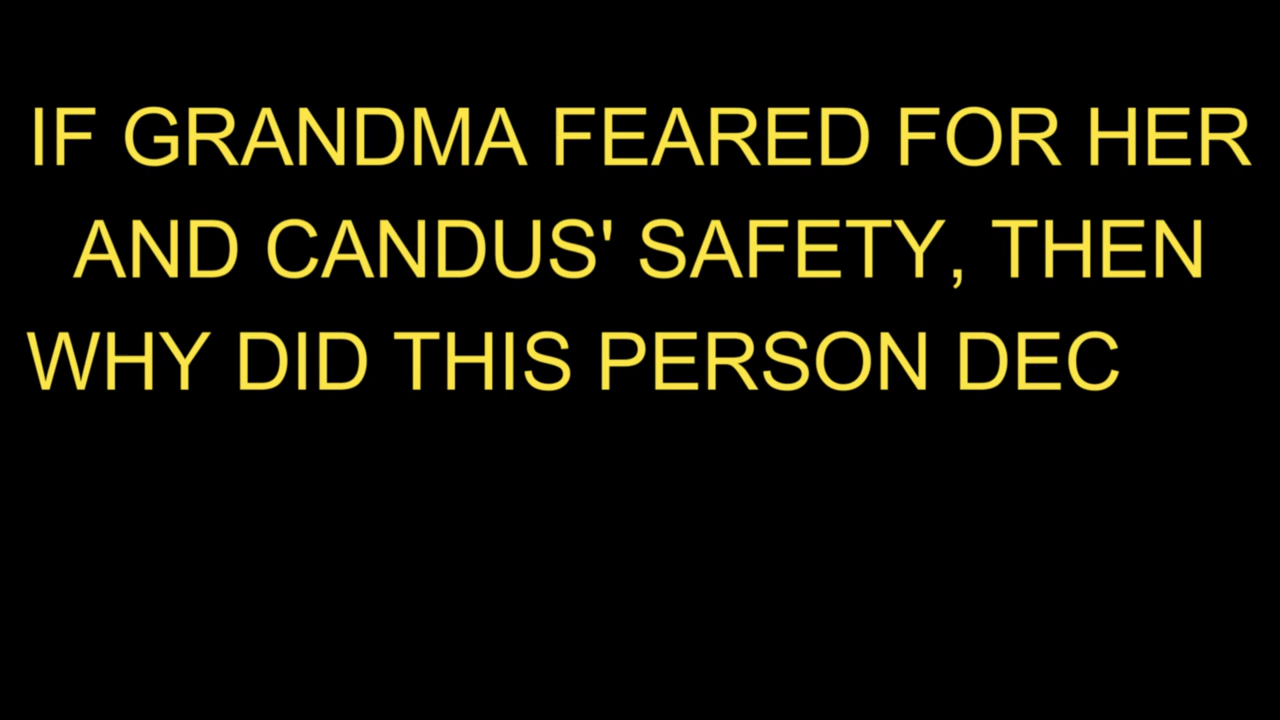 IF GRANDMA FEARED FOR HER
AND CANDUS' SAFETY, THEN
WHY DID THIS PERSON DEC